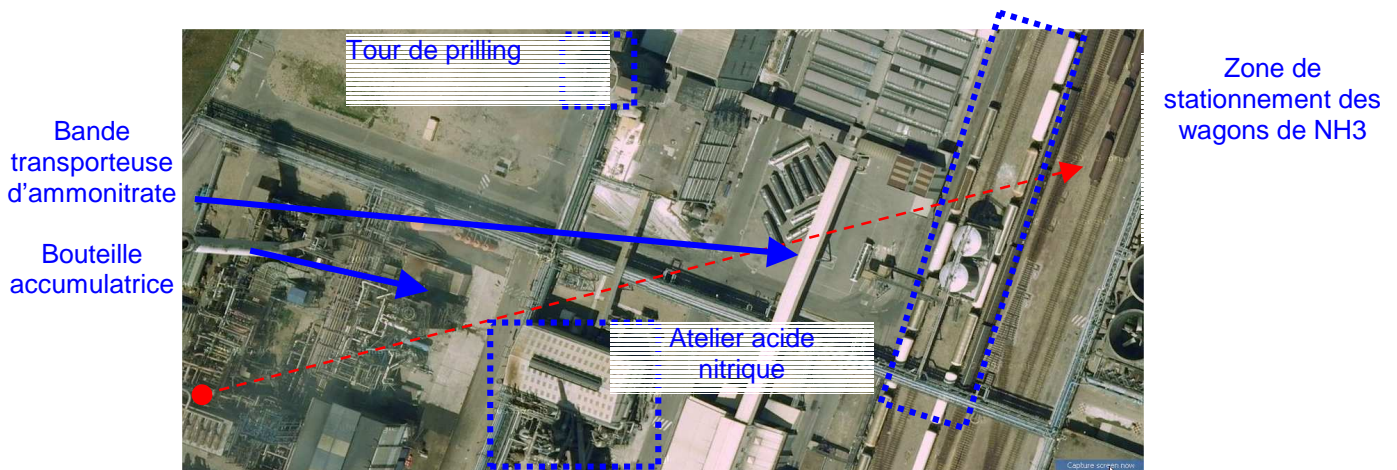 Tour de prilling
Zone de
stationnement des
wagons de NH3
Bande
transporteuse
d'ammonitrate
Bouteille
accumulatrice
Atelier acide
nitrique
Capture screen now